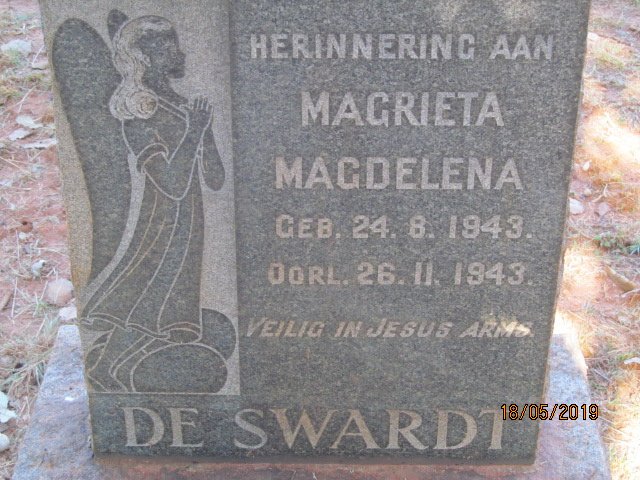 HERINNERING AAN
MAGRIETA
MAGDELENA
GEB. 24. 8. 1943.
OORL. 26. 11. 1943.
VEILIG IN JESUS ARMS.
DE SWARDT
18/05/2019